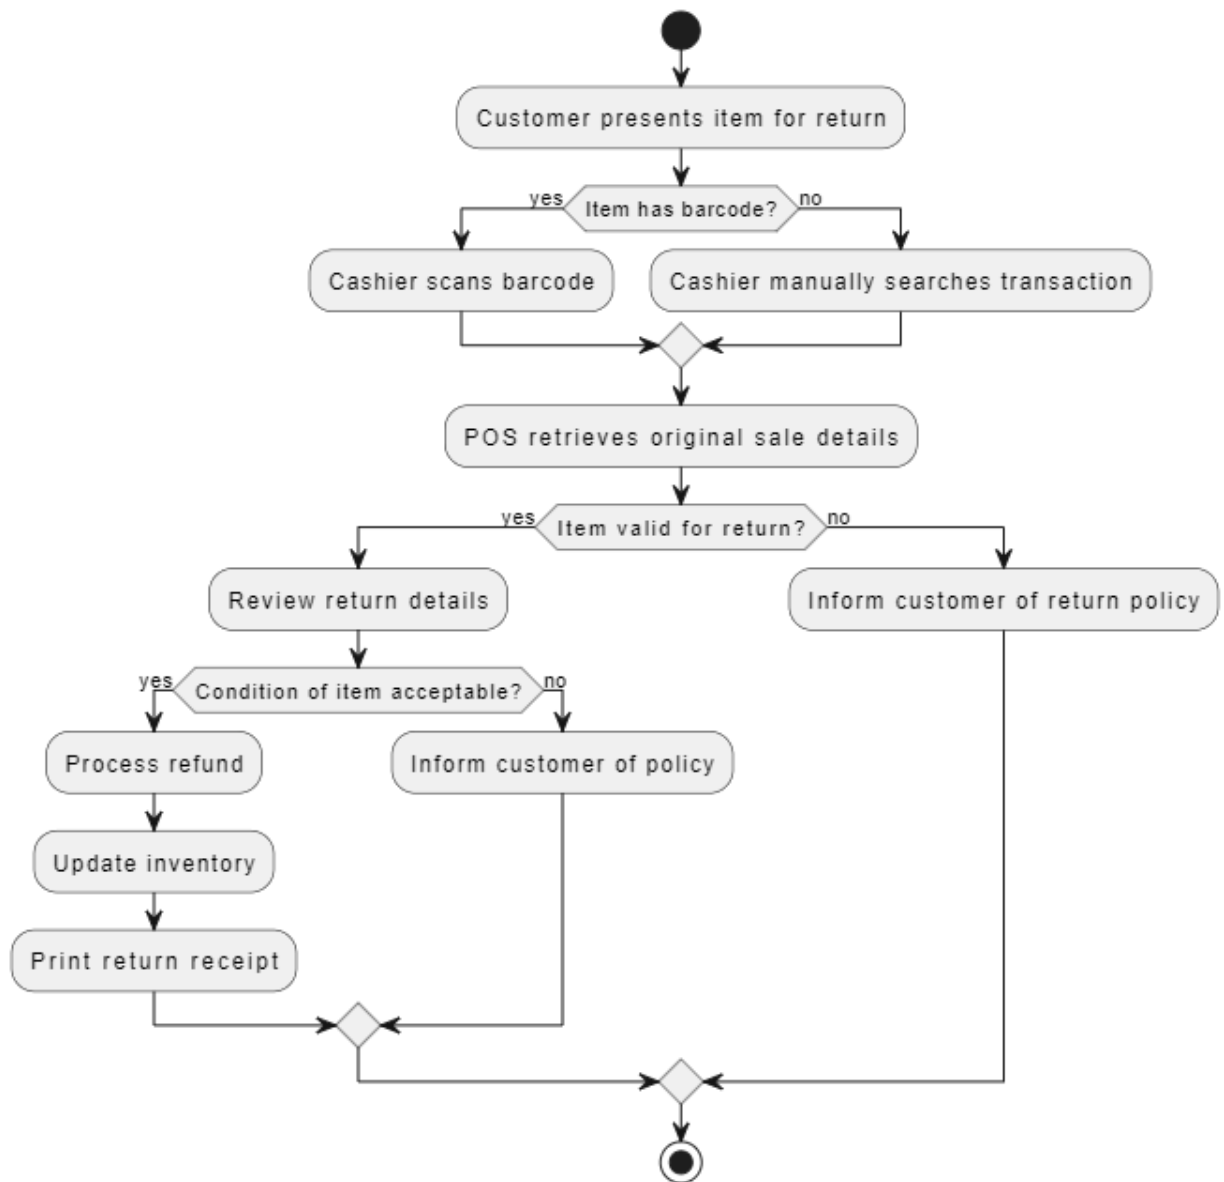 Customer presents item for return
yes
Item has barcode?
no
Cashier scans barcode
Cashier manually searches transaction
POS retrieves original sale details
yes
Item valid for return?
no
Review return details
Inform customer of return policy
yes
Condition of item acceptable?
no
Process refund
Inform customer of policy
Update inventory
Print return receipt